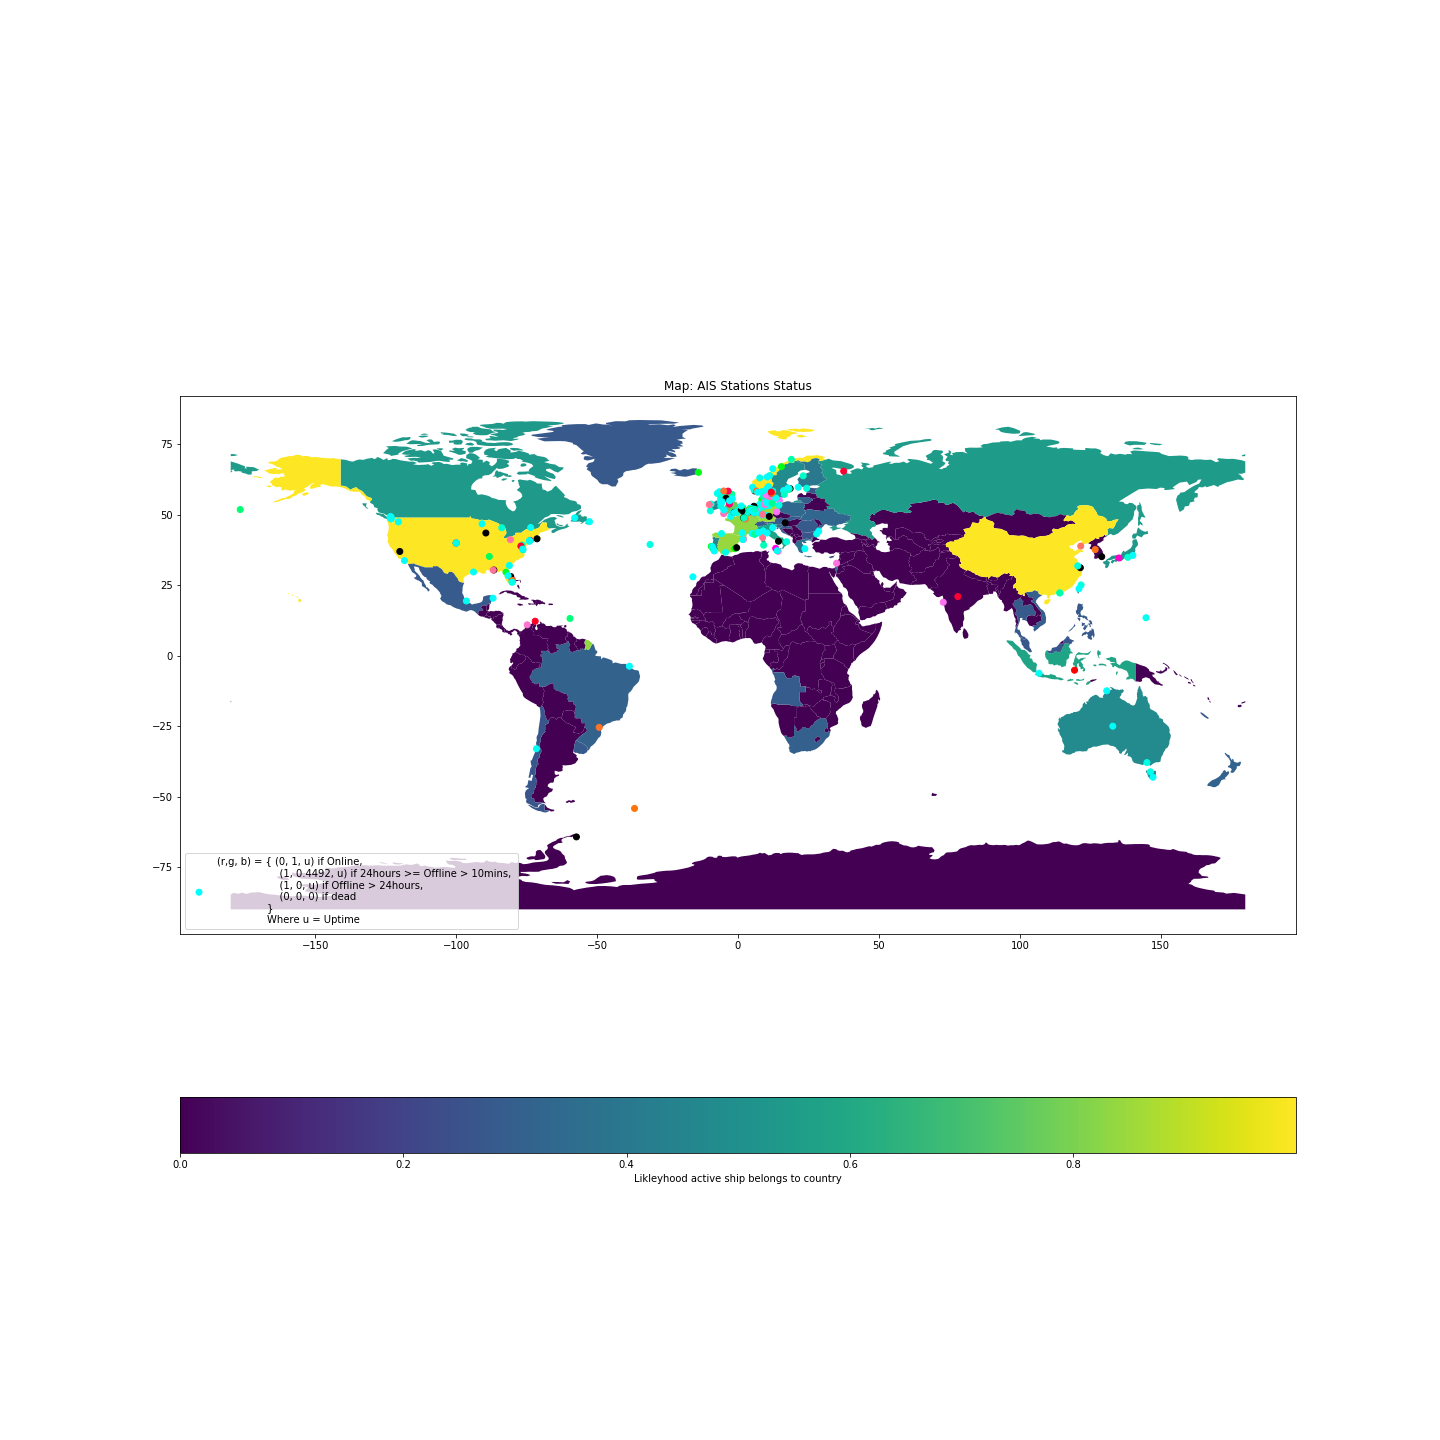 Map: AIS Stations Status
75
50
25
0
−25
−50
−75
(r,g, b) = { (0, 1, u) if Online,
(1, 0.4492, u) if 24hours >= Offline > 10mins,
(1, 0, u) if Offline > 24hours,
(0, 0, 0) if dead
}
Where u = Uptime
−150 −100 −50 0 50 100 150
0.0 0.2 0.4 0.6 0.8
Likleyhood active ship belongs to country